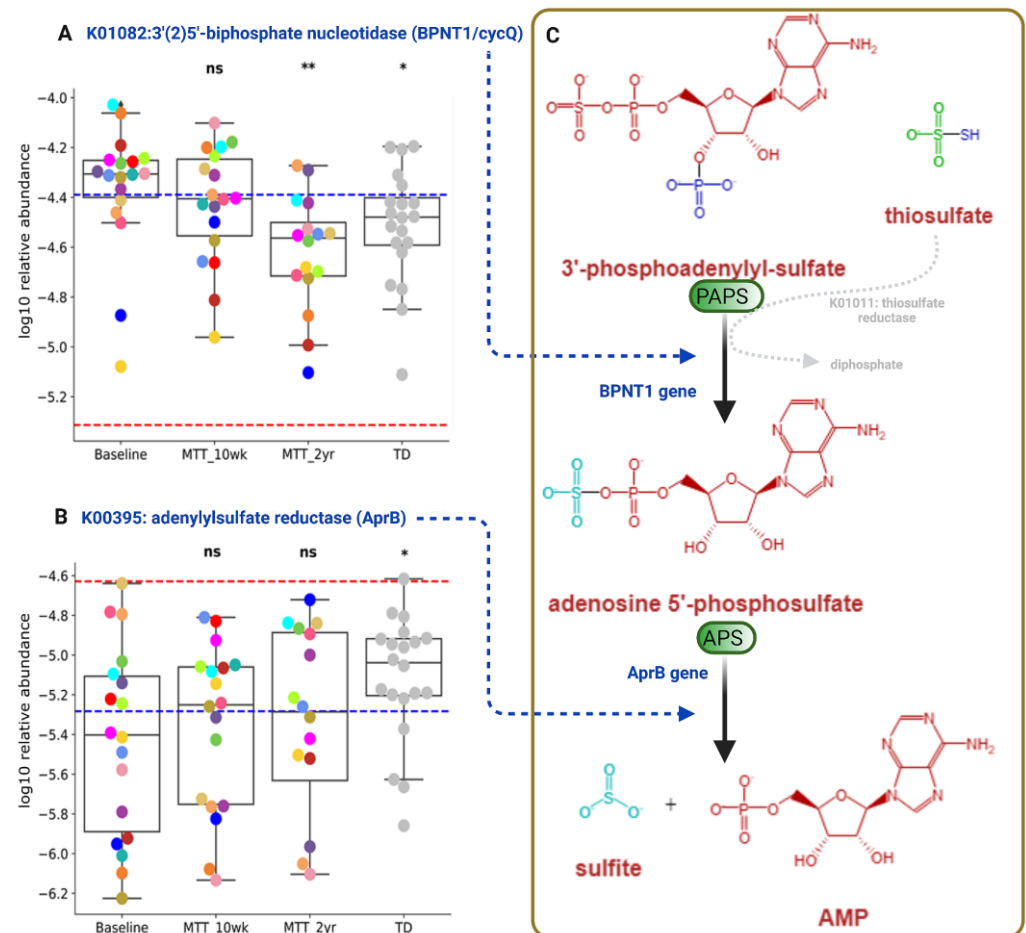 A K01082:3'(2)5'-biphosphate nucleotidase (BPNT1/cycQ)
ns ** *
log10 relative abundance
−4.0
−4.2
−4.4
−4.6
−4.8
−5.0
−5.2
Baseline MTT_10wk MTT_2yr TD
B K00395: adenylylsulfate reductase (AprB)
ns ns *
log10 relative abundance
−4.6
−4.8
−5.0
−5.2
−5.4
−5.6
−5.8
−6.0
−6.2
Baseline MTT_10wk MTT_2yr TD
C
N N NH₂
O⁻ O⁻ N N
O S O P O O
O O
O OH
O⁻ P O⁻
O
O
O⁻ S SH
O
thiosulfate
3'-phosphoadenylyl-sulfate
PAPS
K01011: thiosulfate
reductase
diphosphate
BPNT1 gene
N N NH₂
O O⁻ N N
O⁻ S O P O O
O O
HO OH
adenosine 5'-phosphosulfate
APS
AprB gene
N N NH₂
O O⁻ N N
O⁻ S O⁻ + O⁻ P O O
O
HO OH
sulfite
AMP